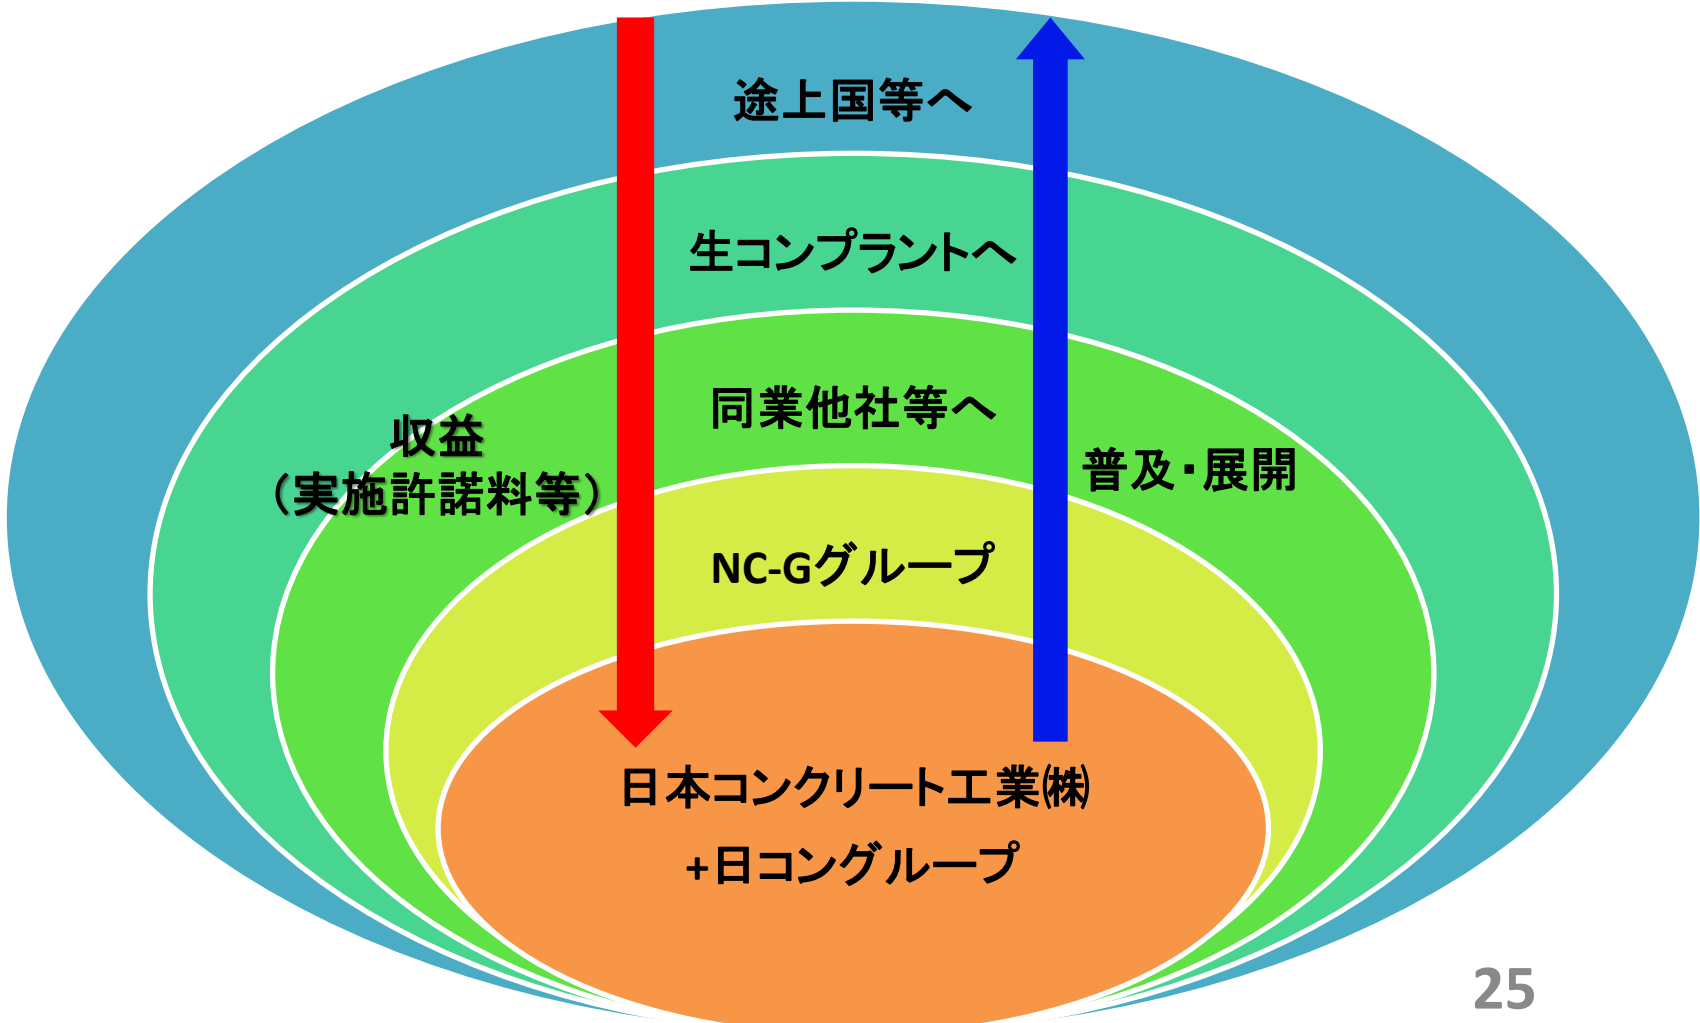 途上国等へ
生コンプラントへ
同業他社等へ
収益
（実施許諾料等）
普及・展開
NC-Gグループ
日本コンクリート工業㈱
+日コングループ
25